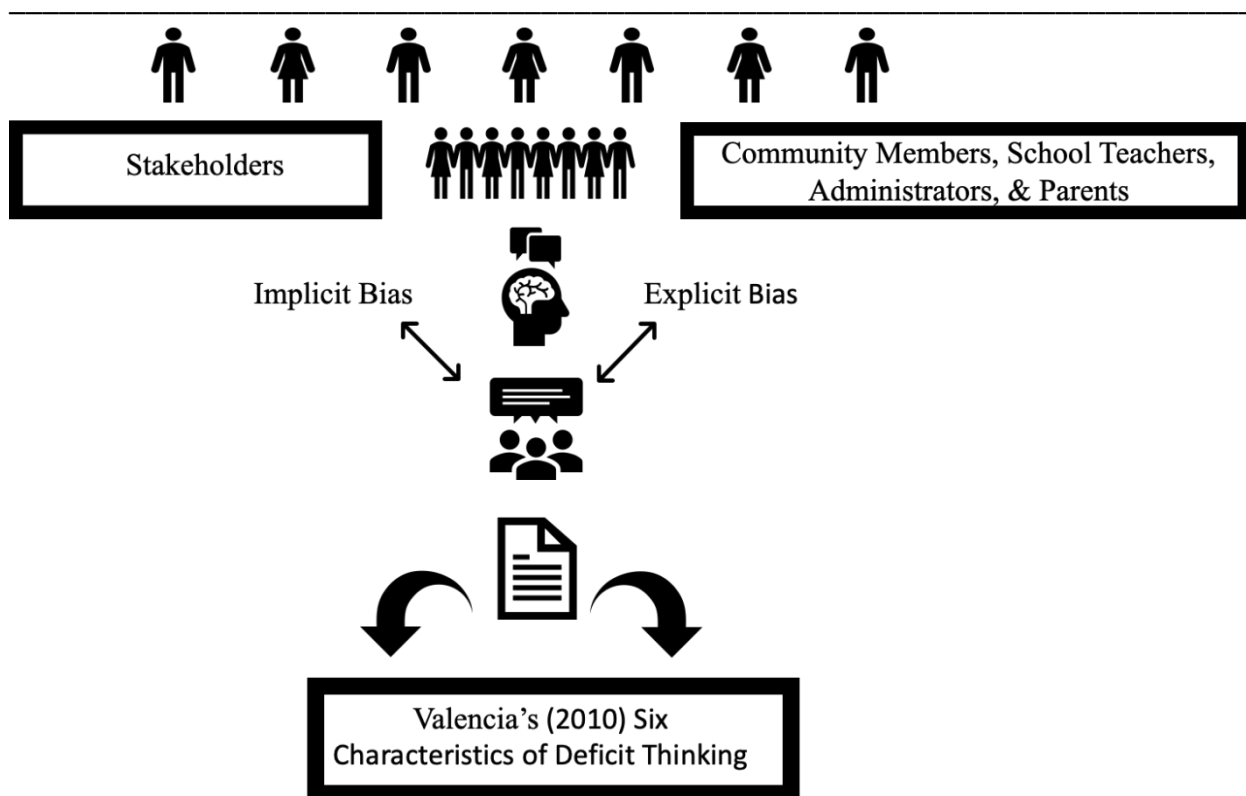 Stakeholders
Community Members, School Teachers,
Administrators, & Parents
Implicit Bias
Explicit Bias
Valencia’s (2010) Six
Characteristics of Deficit Thinking